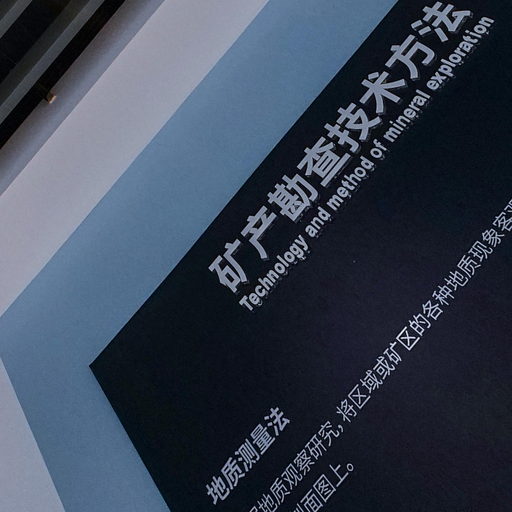 矿产勘查技术方法
Technology and method of mineral exploration
地质测量法
地质观察研究,将区域或矿区的各种地质现象客观
面图上。